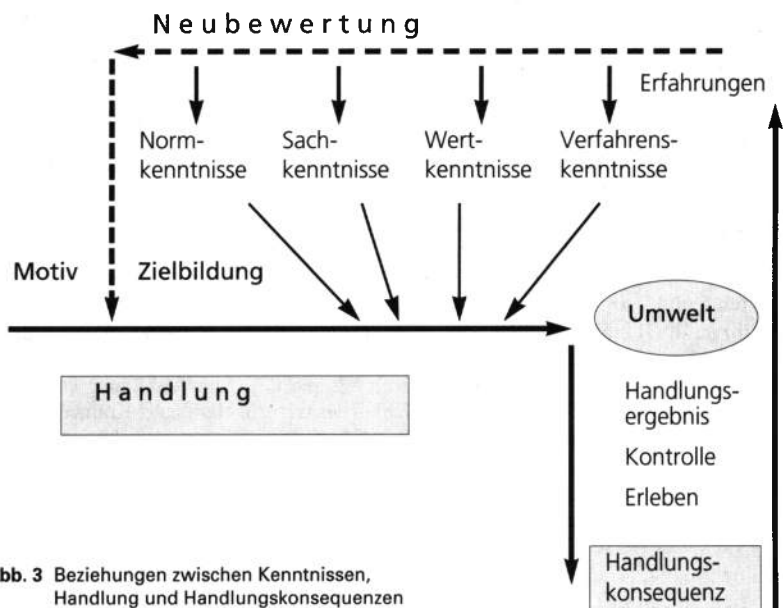 Neubewertung
Erfahrungen
Norm-
kenntnisse
Sach-
kenntnisse
Wert-
kenntnisse
Verfahrens-
kenntnisse
Motiv
Zielbildung
Umwelt
Handlung
Handlungs-
ergebnis
Kontrolle
Erleben
Handlungs-
konsequenz
bb. 3 Beziehungen zwischen Kenntnissen,
Handlung und Handlungskonsequenzen